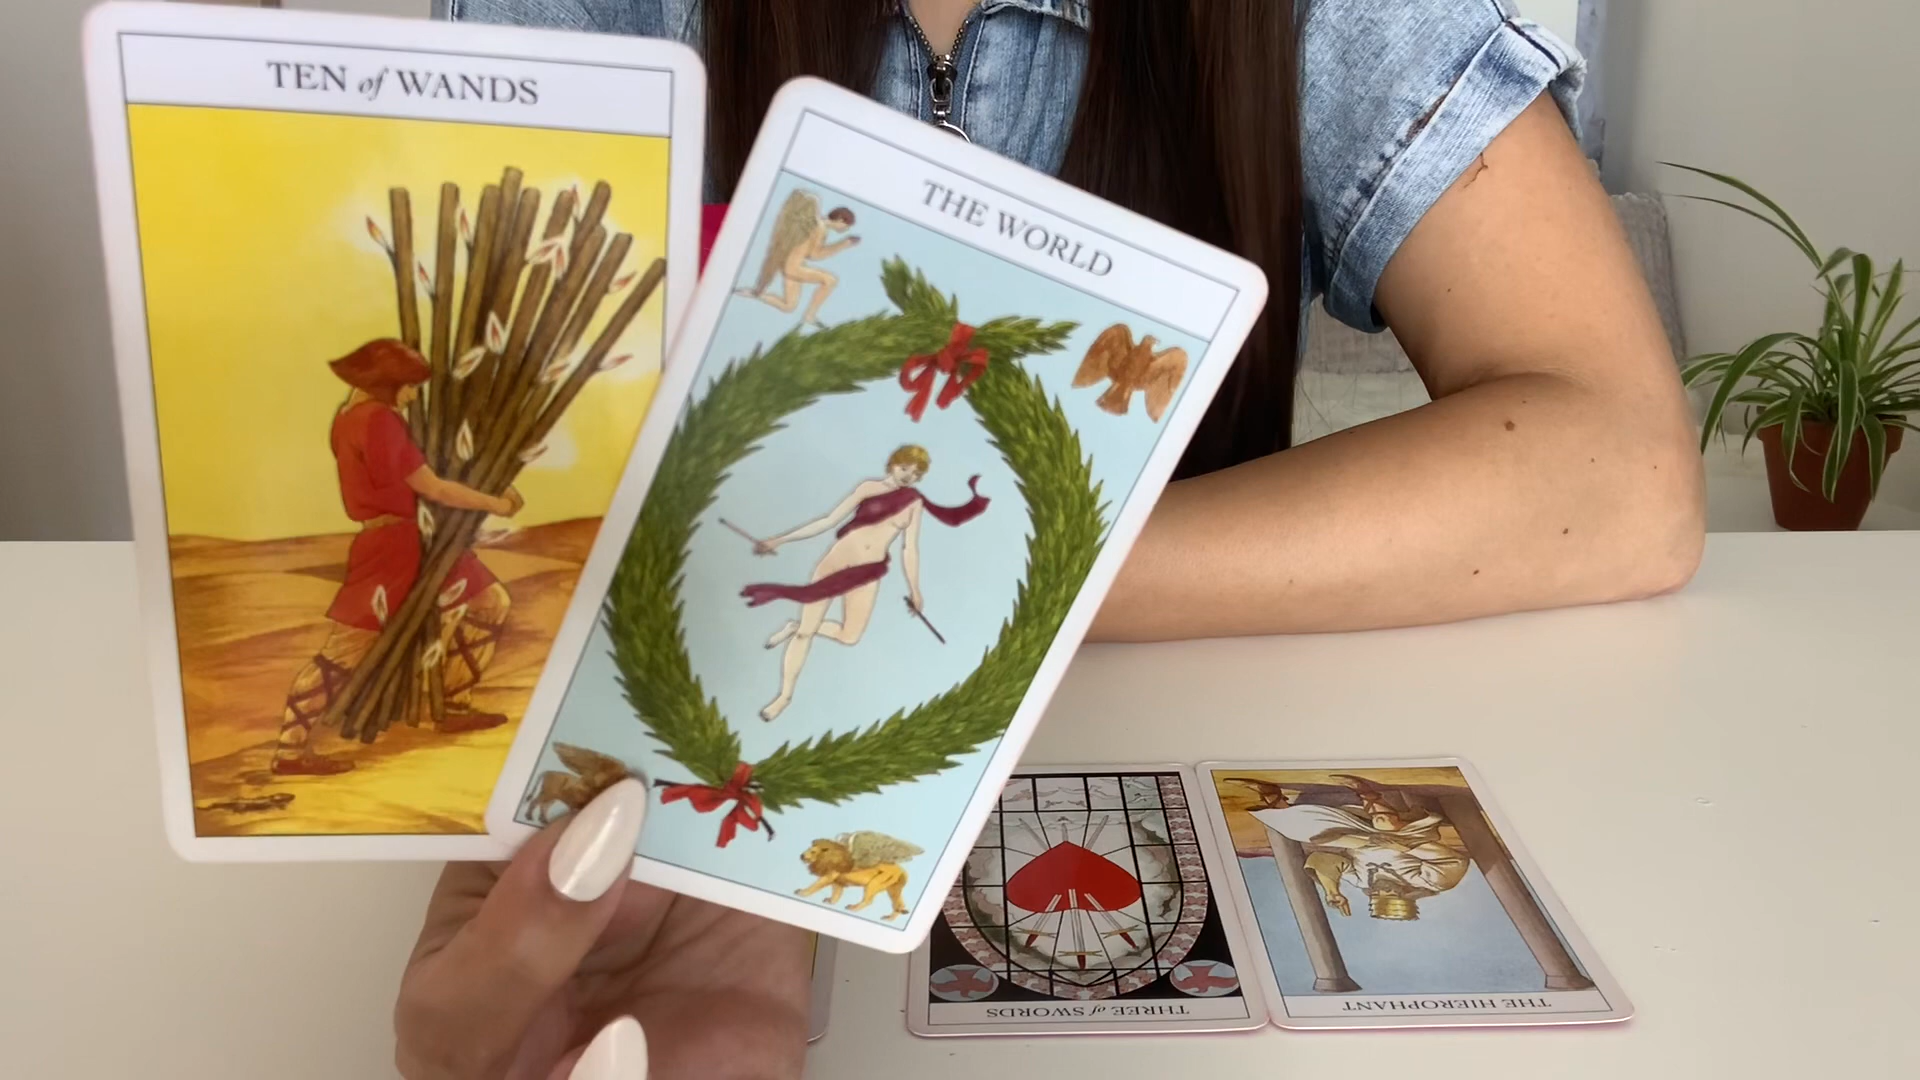 TEN of WANDS
THE WORLD
THREE of SWORDS
THE HIEROPHANT